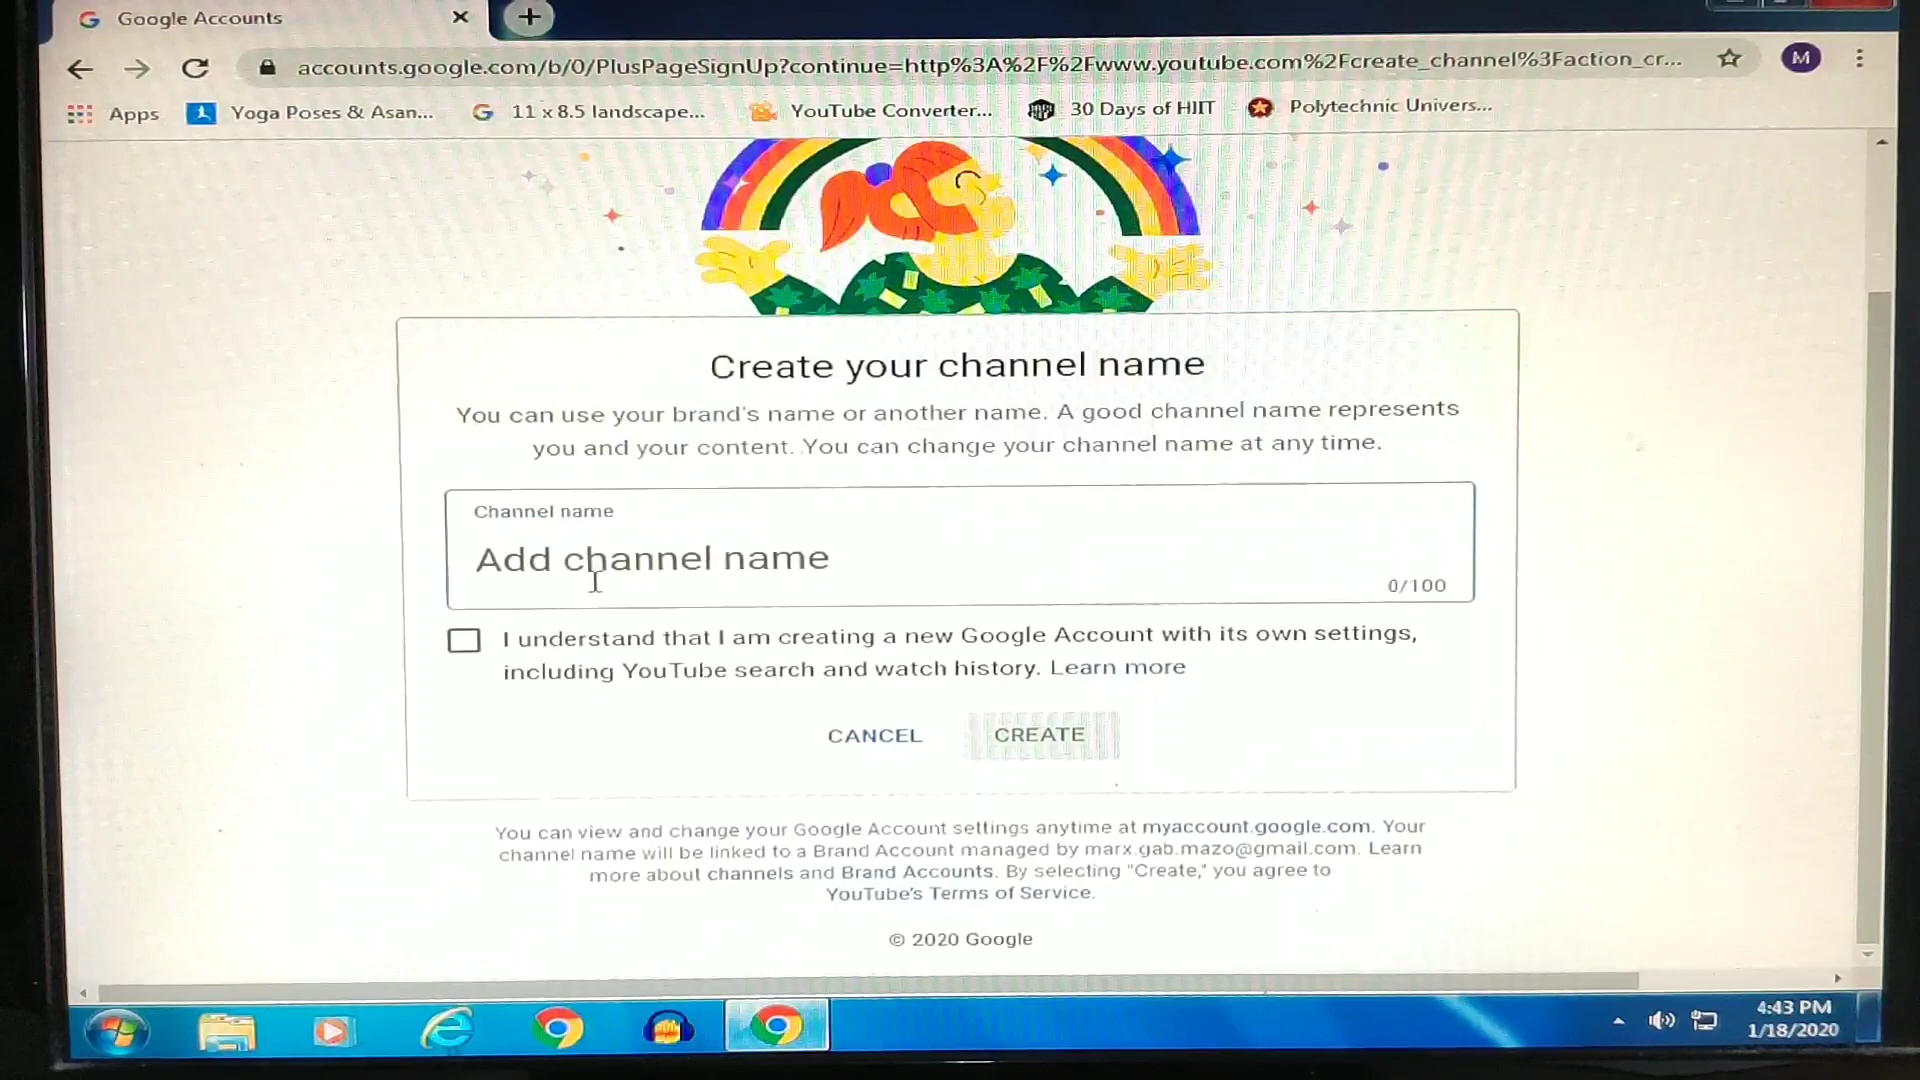 Google Accounts
accounts.google.com/b/0/PlusPageSignUp?continue=http%3A%2F%2Fwww.youtube.com%2Fcreate_channel%3Faction_cr...
M
Apps Yoga Poses & Asan... 11 x 8.5 landscape... YouTube Converter... 30 Days of HIIT Polytechnic Univers...
Create your channel name
You can use your brand's name or another name. A good channel name represents
you and your content. You can change your channel name at any time.
Channel name
Add channel name
0/100
I understand that I am creating a new Google Account with its own settings,
including YouTube search and watch history. Learn more
CANCEL CREATE
You can view and change your Google Account settings anytime at myaccount.google.com. Your
channel name will be linked to a Brand Account managed by marx.gab.mazo@gmail.com. Learn
more about channels and Brand Accounts. By selecting "Create," you agree to
YouTube's Terms of Service.
© 2020 Google
4:43 PM
1/18/2020